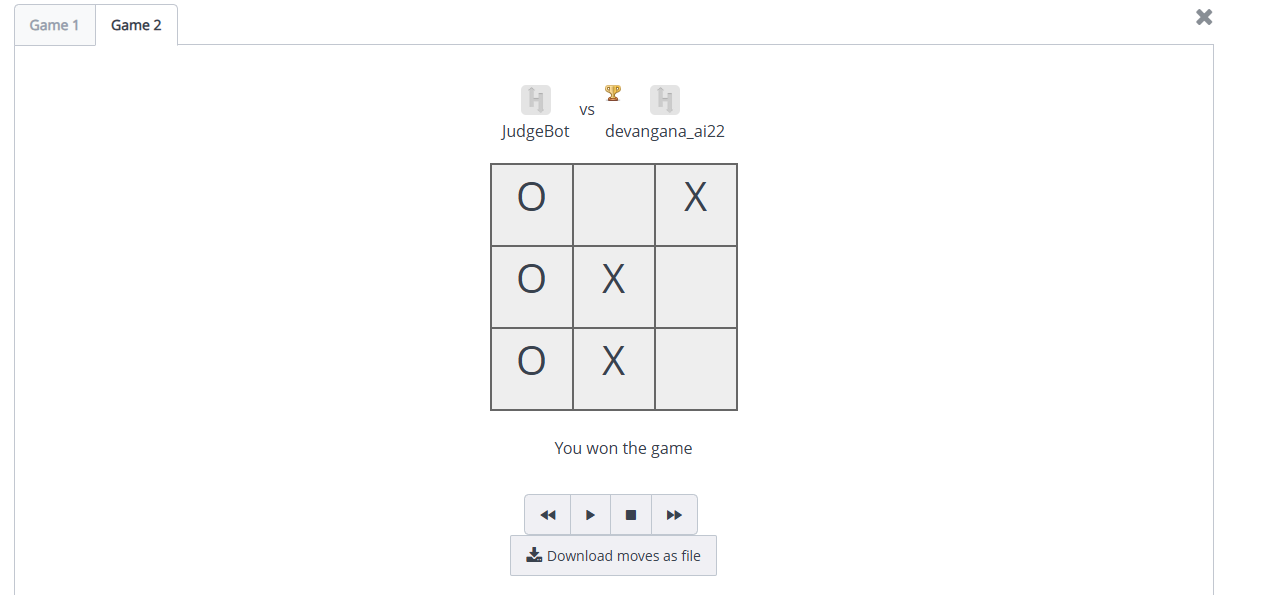 Game 1 Game 2
H vs H
JudgeBot devangana_ai22
O X
O X
O X
You won the game
Download moves as file